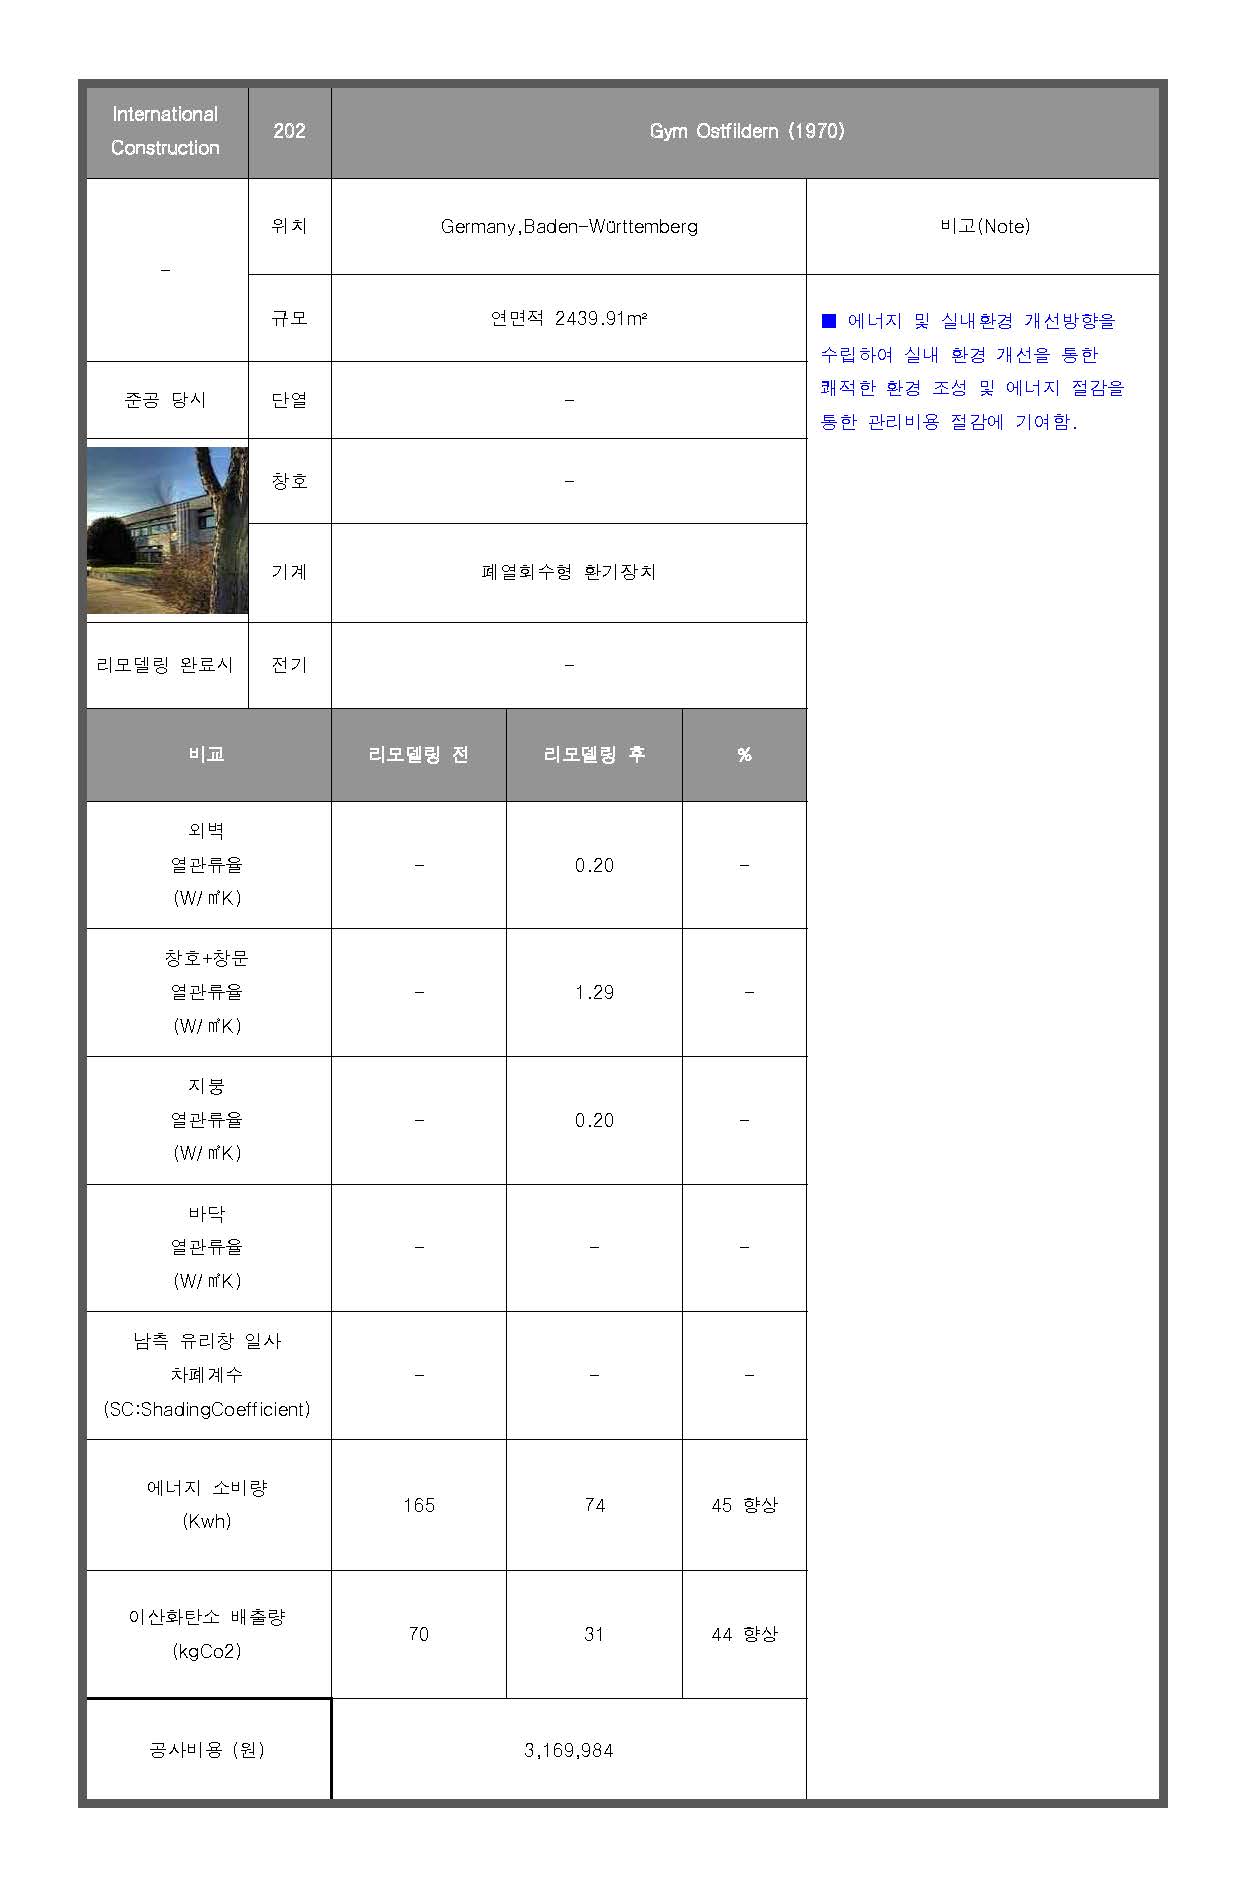 International
Construction
202
Gym Ostfildern (1970)
-
위치
Germany,Baden-Württemberg
비고(Note)
규모
연면적 2439.91m²
■ 에너지 및 실내환경 개선방향을
수립하여 실내 환경 개선을 통한
쾌적한 환경 조성 및 에너지 절감을
통한 관리비용 절감에 기여함.
준공 당시
단열
-
창호
-
기계
폐열회수형 환기장치
리모델링 완료시
전기
-
비교
리모델링 전
리모델링 후
%
외벽
열관류율
(W/㎡K)
-
0.20
-
창호+창문
열관류율
(W/㎡K)
-
1.29
-
지붕
열관류율
(W/㎡K)
-
0.20
-
바닥
열관류율
(W/㎡K)
-
-
-
남측 유리창 일사
차폐계수
(SC:ShadingCoefficient)
-
-
-
에너지 소비량
(Kwh)
165
74
45 향상
이산화탄소 배출량
(kgCo2)
70
31
44 향상
공사비용 (원)
3,169,984